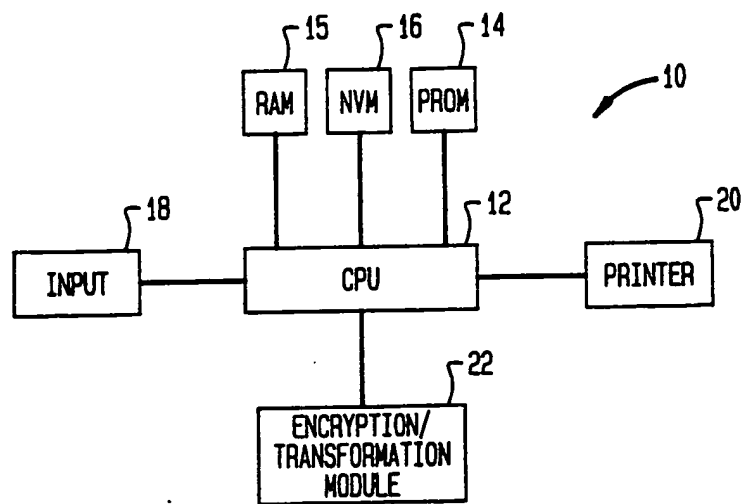 15
16
14
10
RAM
NVM
PROM
18
12
20
INPUT
CPU
PRINTER
22
ENCRYPTION/
TRANSFORMATION
MODULE